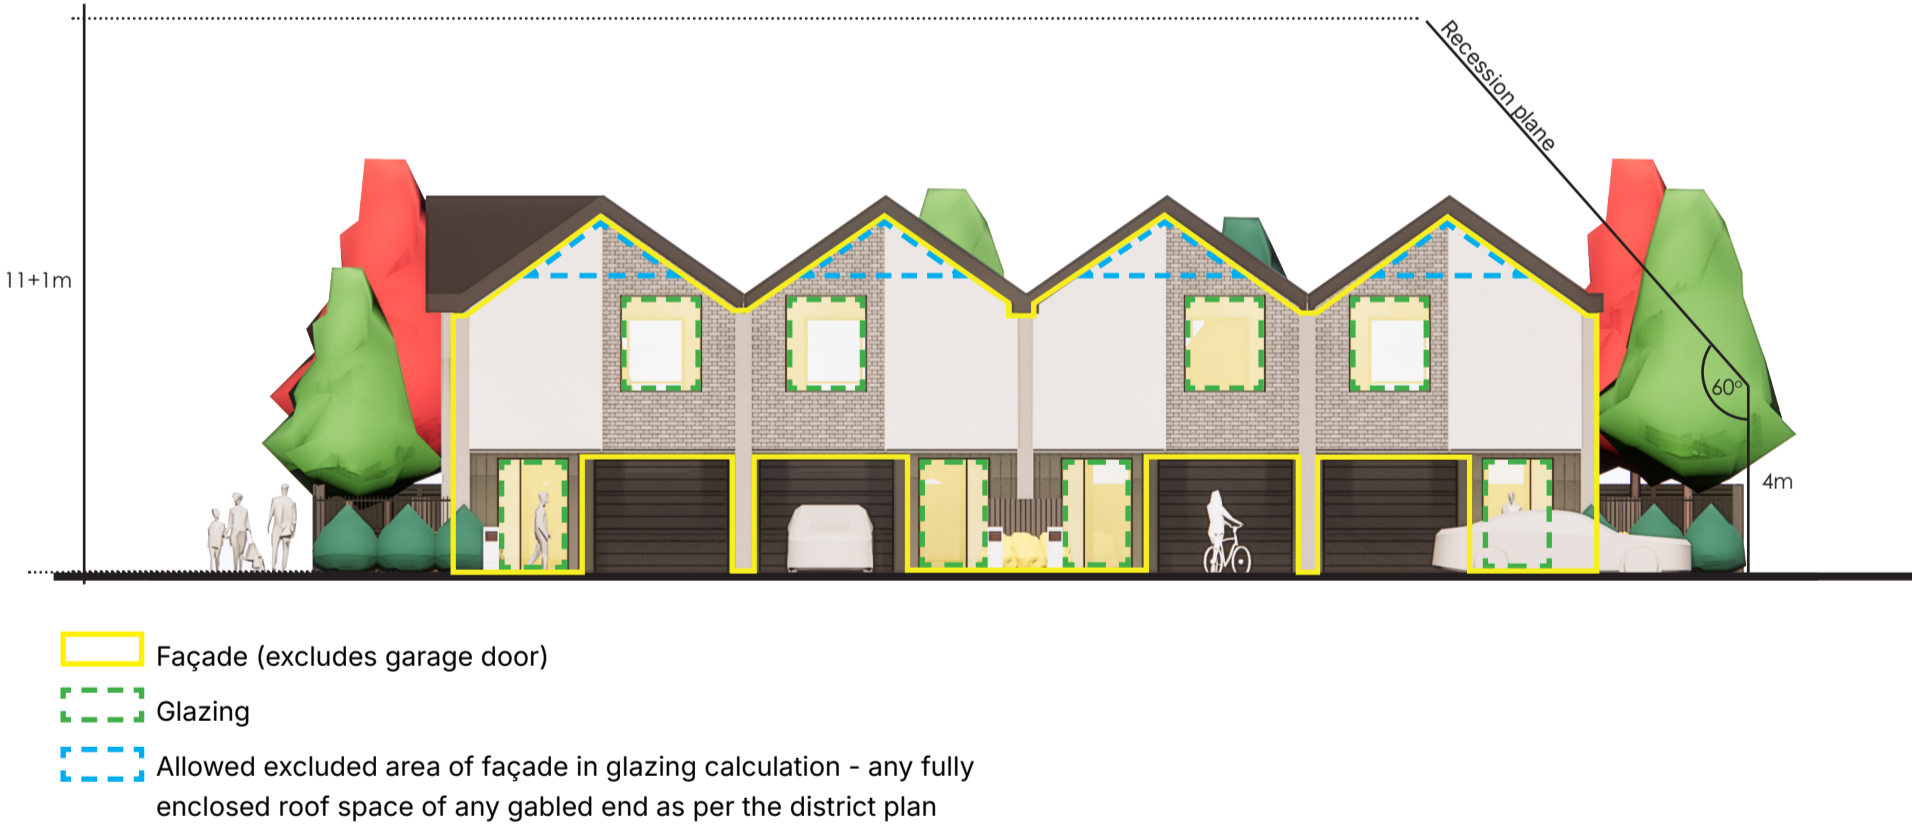 Recession plane
11+1m
60°
4m
Façade (excludes garage door)
Glazing
Allowed excluded area of façade in glazing calculation - any fully
enclosed roof space of any gabled end as per the district plan